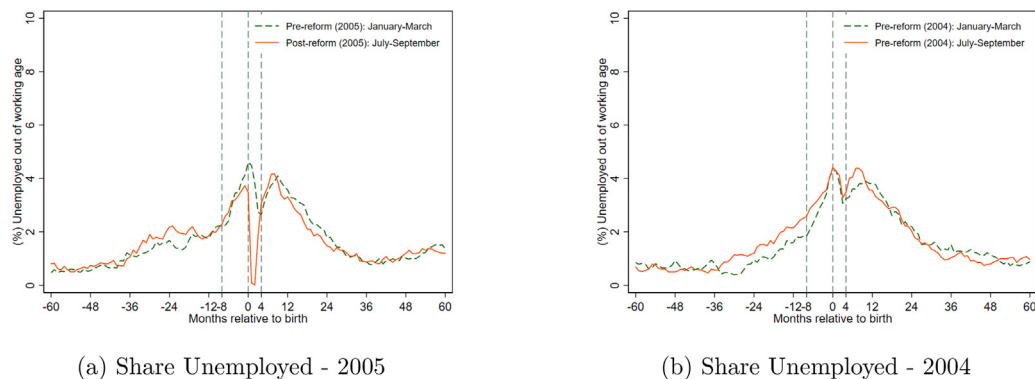 10
8
6
4
2
0
(%) Unemployed out of working age
Pre-reform (2005): January-March
Post-reform (2005): July-September
-60 -48 -36 -24 -12 -8 0 4 12 24 36 48 60
Months relative to birth
(a) Share Unemployed - 2005
10
8
6
4
2
0
(%) Unemployed out of working age
Pre-reform (2004): January-March
Pre-reform (2004): July-September
-60 -48 -36 -24 -12 -8 0 4 12 24 36 48 60
Months relative to birth
(b) Share Unemployed - 2004